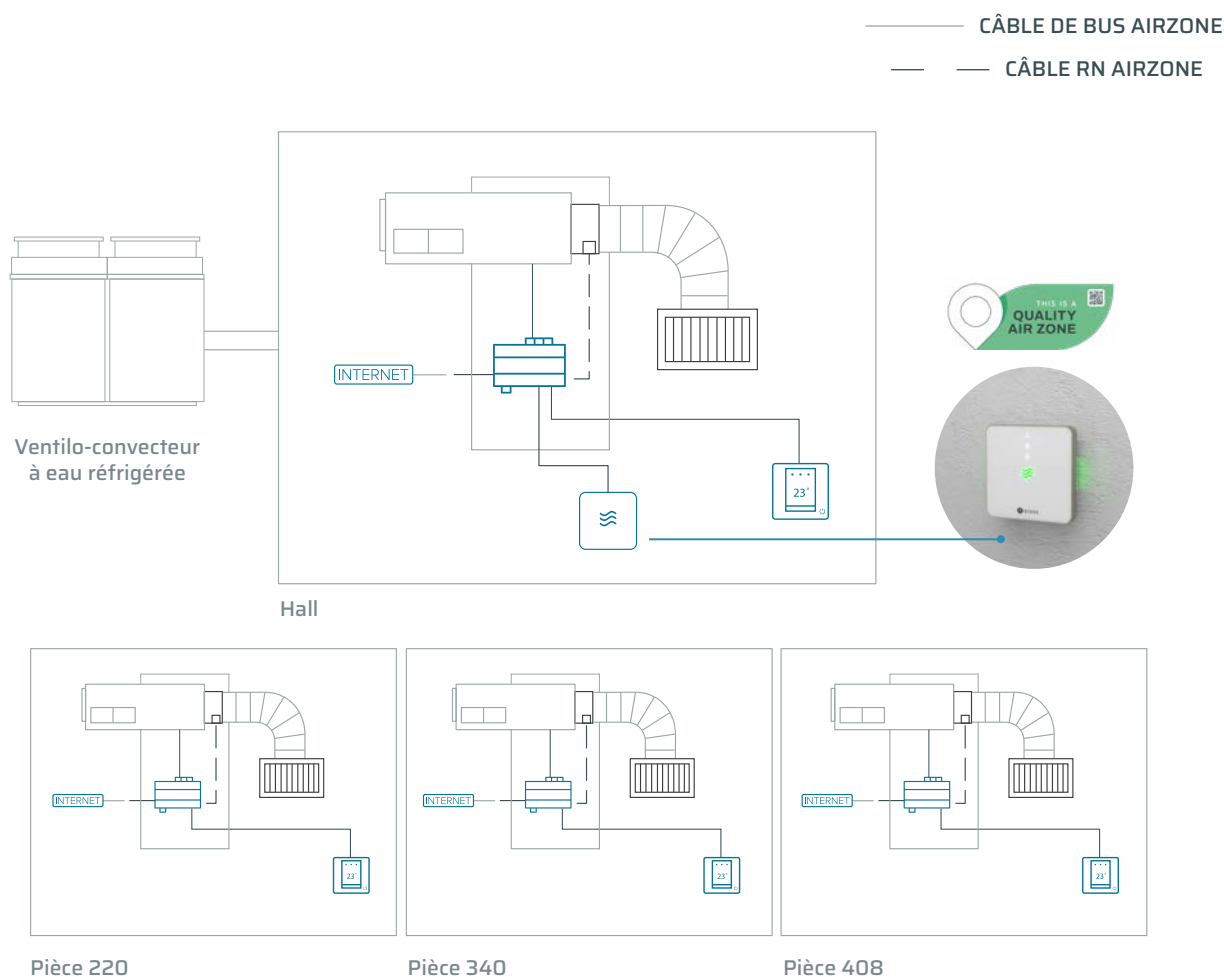 CÂBLE DE BUS AIRZONE
CÂBLE RN AIRZONE
THIS IS A
QUALITY
AIR ZONE
INTERNET
Ventilo-convecteur
à eau réfrigérée
23°
Hall
INTERNET
23°
INTERNET
23°
INTERNET
23°
Pièce 220
Pièce 340
Pièce 408